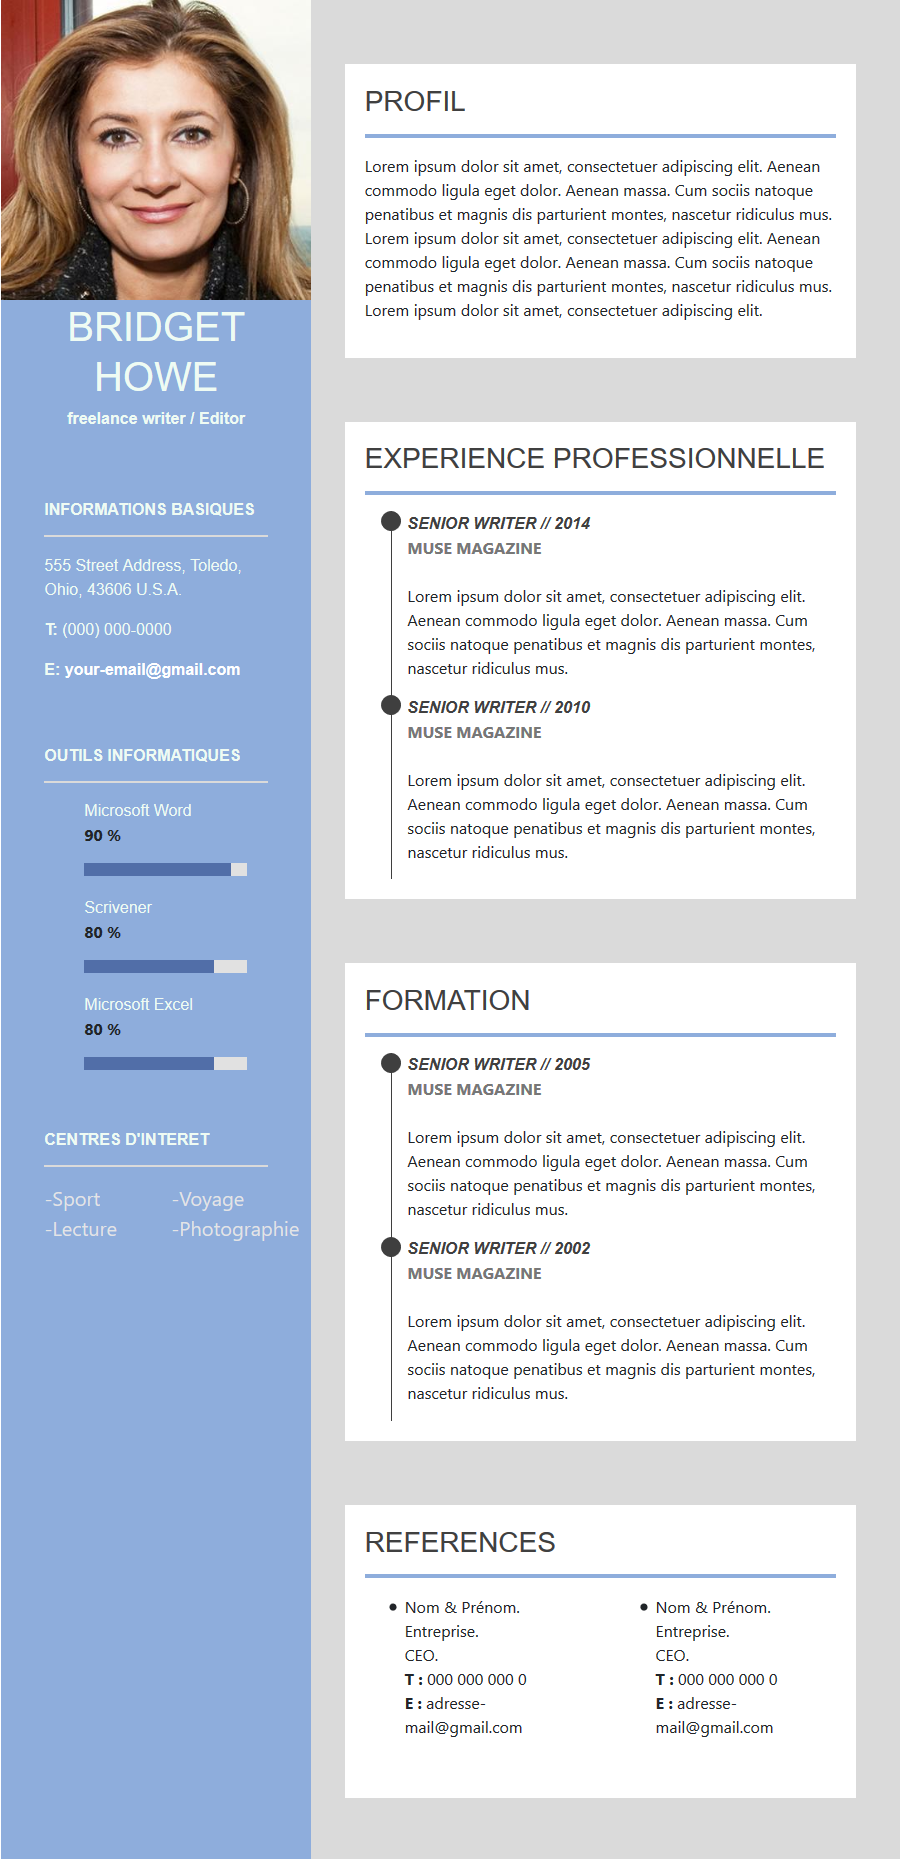 BRIDGET
HOWE
freelance writer / Editor
INFORMATIONS BASIQUES
555 Street Address, Toledo,
Ohio, 43606 U.S.A.
T: (000) 000-0000
E: your-email@gmail.com
OUTILS INFORMATIQUES
Microsoft Word
90 %
Scrivener
80 %
Microsoft Excel
80 %
CENTRES D'INTERET
-Sport -Voyage
-Lecture -Photographie
PROFIL
Lorem ipsum dolor sit amet, consectetuer adipiscing elit. Aenean
commodo ligula eget dolor. Aenean massa. Cum sociis natoque
penatibus et magnis dis parturient montes, nascetur ridiculus mus.
Lorem ipsum dolor sit amet, consectetuer adipiscing elit. Aenean
commodo ligula eget dolor. Aenean massa. Cum sociis natoque
penatibus et magnis dis parturient montes, nascetur ridiculus mus.
Lorem ipsum dolor sit amet, consectetuer adipiscing elit.
EXPERIENCE PROFESSIONNELLE
SENIOR WRITER // 2014
MUSE MAGAZINE
Lorem ipsum dolor sit amet, consectetuer adipiscing elit.
Aenean commodo ligula eget dolor. Aenean massa. Cum
sociis natoque penatibus et magnis dis parturient montes,
nascetur ridiculus mus.
SENIOR WRITER // 2010
MUSE MAGAZINE
Lorem ipsum dolor sit amet, consectetuer adipiscing elit.
Aenean commodo ligula eget dolor. Aenean massa. Cum
sociis natoque penatibus et magnis dis parturient montes,
nascetur ridiculus mus.
FORMATION
SENIOR WRITER // 2005
MUSE MAGAZINE
Lorem ipsum dolor sit amet, consectetuer adipiscing elit.
Aenean commodo ligula eget dolor. Aenean massa. Cum
sociis natoque penatibus et magnis dis parturient montes,
nascetur ridiculus mus.
SENIOR WRITER // 2002
MUSE MAGAZINE
Lorem ipsum dolor sit amet, consectetuer adipiscing elit.
Aenean commodo ligula eget dolor. Aenean massa. Cum
sociis natoque penatibus et magnis dis parturient montes,
nascetur ridiculus mus.
REFERENCES
Nom & Prénom.
Entreprise.
CEO.
T : 000 000 000 0
E : adresse-
mail@gmail.com
Nom & Prénom.
Entreprise.
CEO.
T : 000 000 000 0
E : adresse-
mail@gmail.com